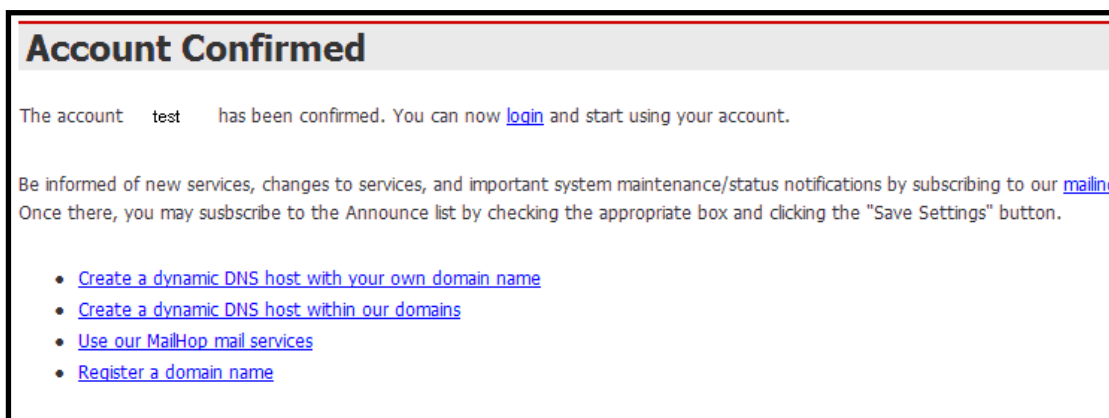 Account Confirmed
The account test has been confirmed. You can now login and start using your account.
Be informed of new services, changes to services, and important system maintenance/status notifications by subscribing to our
Once there, you may susbscribe to the Announce list by checking the appropriate box and clicking the "Save Settings" button.
Create a dynamic DNS host with your own domain name
Create a dynamic DNS host within our domains
Use our MailHop mail services
Register a domain name